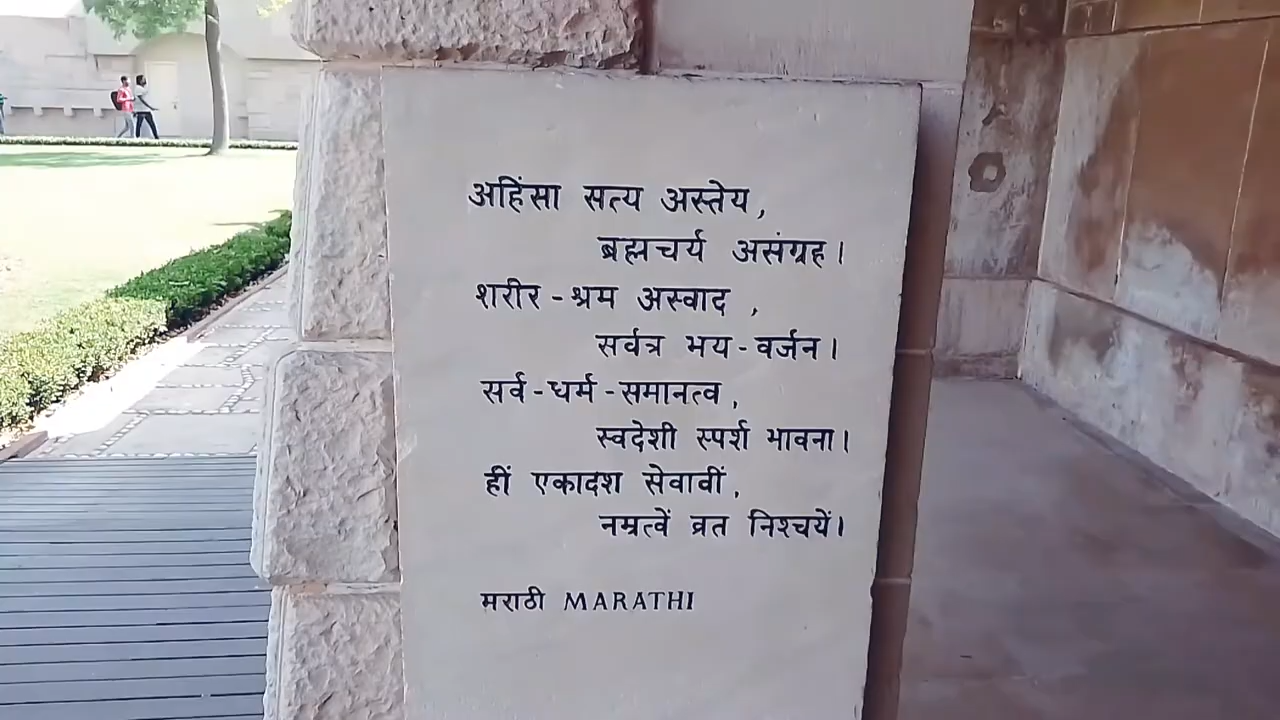 अहिंसा सत्य अस्तेय,
ब्रह्मचर्य असंग्रह।
शरीर - श्रम अस्वाद ,
सर्वत्र भय - वर्जन।
सर्व - धर्म - समानत्व ,
स्वदेशी स्पर्श भावना।
हीं एकादश सेवावीं ,
नम्रत्वें व्रत निश्चयें।
मराठी MARATHI